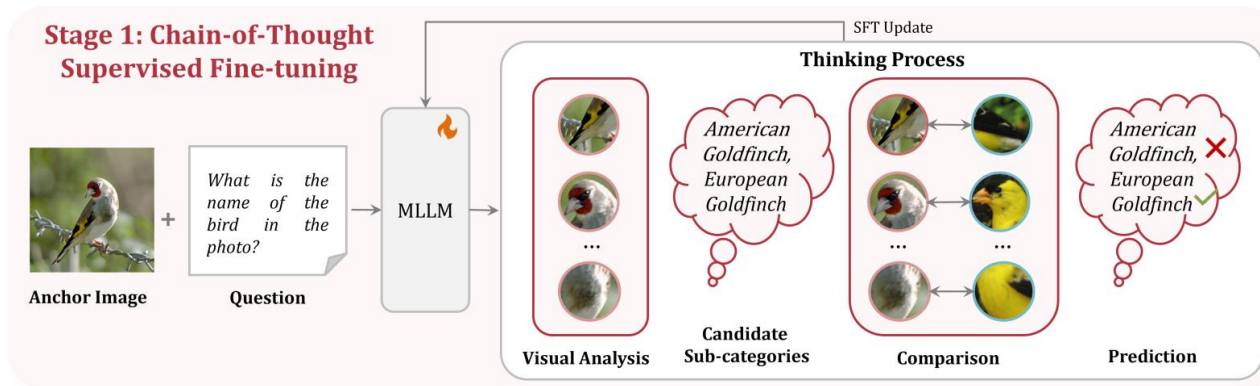 Stage 1: Chain-of-Thought
Supervised Fine-tuning
SFT Update
Thinking Process
What is the
name of the
bird in the
photo?
+
MLLM
...
American
Goldfinch,
European
Goldfinch
...
...
American
Goldfinch,
European
Goldfinch
Anchor Image
Question
Visual Analysis
Candidate
Sub-categories
Comparison
Prediction